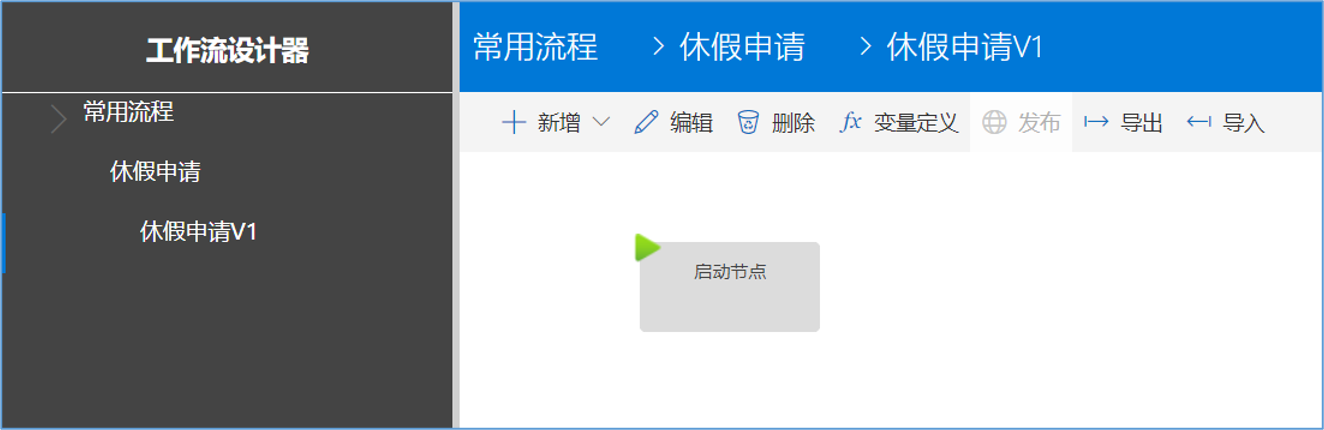 工作流设计器
常用流程
休假申请
休假申请V1
常用流程 > 休假申请 > 休假申请V1
新增 编辑 删除 fx 变量定义 发布 导出 导入
启动节点